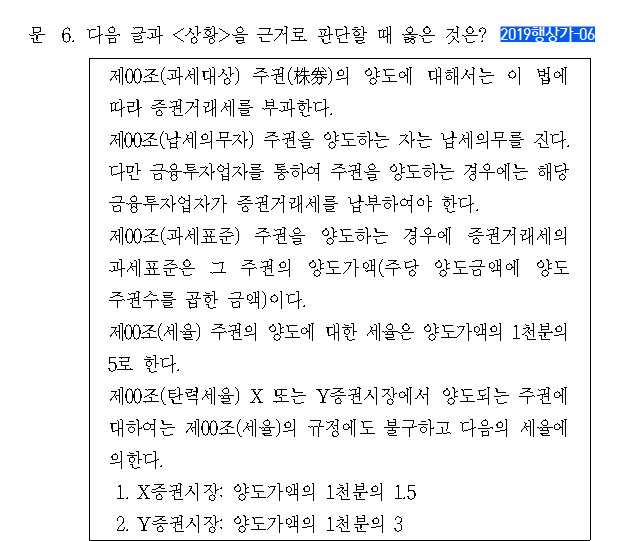 문 6. 다음 글과 <상황>을 근거로 판단할 때 옳은 것은? 2019행상가-06
제00조(과세대상) 주권(株券)의 양도에 대해서는 이 법에
따라 증권거래세를 부과한다.
제00조(납세의무자) 주권을 양도하는 자는 납세의무를 진다.
다만 금융투자업자를 통하여 주권을 양도하는 경우에는 해당
금융투자업자가 증권거래세를 납부하여야 한다.
제00조(과세표준) 주권을 양도하는 경우에 증권거래세의
과세표준은 그 주권의 양도가액(주당 양도금액에 양도
주권수를 곱한 금액)이다.
제00조(세율) 주권의 양도에 대한 세율은 양도가액의 1천분의
5로 한다.
제00조(탄력세율) X 또는 Y증권시장에서 양도되는 주권에
대하여는 제00조(세율)의 규정에도 불구하고 다음의 세율에
의한다.
1. X증권시장: 양도가액의 1천분의 1.5
2. Y증권시장: 양도가액의 1천분의 3